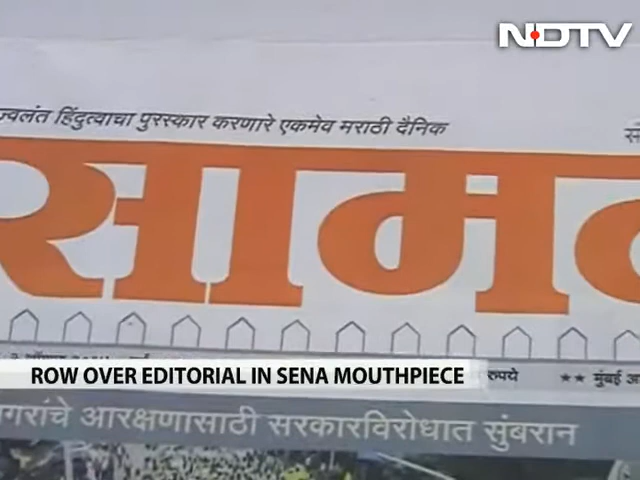 NDTV
ज्वलंत हिंदुत्वाचा पुरस्कार करणारे एकमेव मराठी दैनिक
सामन
ROW OVER EDITORIAL IN SENA MOUTHPIECE
रुपये ★★ मुंबई
आरक्षणासाठी सरकारविरोधात सुंबरान